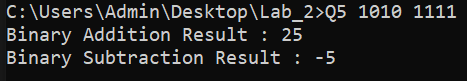 C:\Users\Admin\Desktop\Lab_2>Q5 1010 1111
Binary Addition Result : 25
Binary Subtraction Result : -5